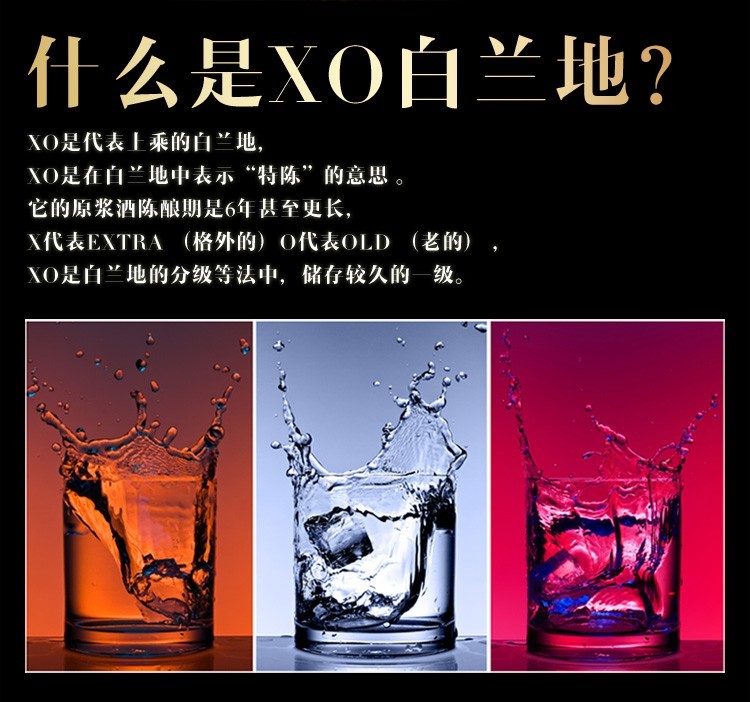 什么是XO白兰地？
XO是代表上乘的白兰地，
XO是在白兰地中表示“特陈”的意思 。
它的原浆酒陈酿期是6年甚至更长，
X代表EXTRA （格外的）O代表OLD （老的） ，
XO是白兰地的分级等法中，储存较久的一级。